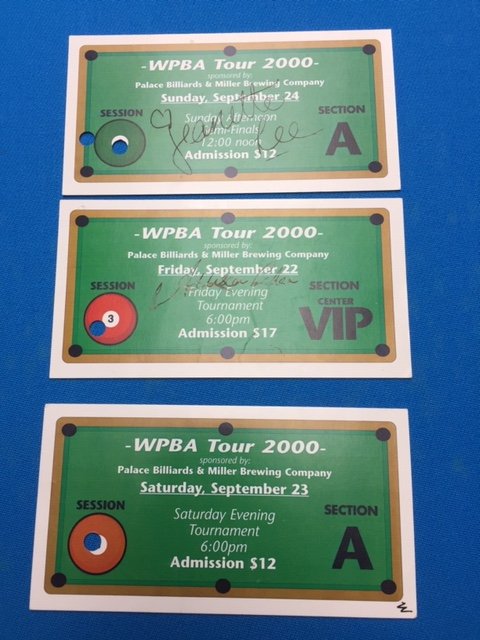 -WPBA Tour 2000-
sponsored by:
Palace Billiards & Miller Brewing Company
Sunday, September 24
SESSION
Sunday Afternoon
Semi-Finals
12:00 noon
Admission $12
SECTION
A
Jeanette
Lee
-WPBA Tour 2000-
sponsored by:
Palace Billiards & Miller Brewing Company
Friday, September 22
SESSION
3
Friday Evening
Tournament
6:00pm
Admission $17
SECTION
CENTER
VIP
-WPBA Tour 2000-
sponsored by:
Palace Billiards & Miller Brewing Company
Saturday, September 23
SESSION
Saturday Evening
Tournament
6:00pm
Admission $12
SECTION
A